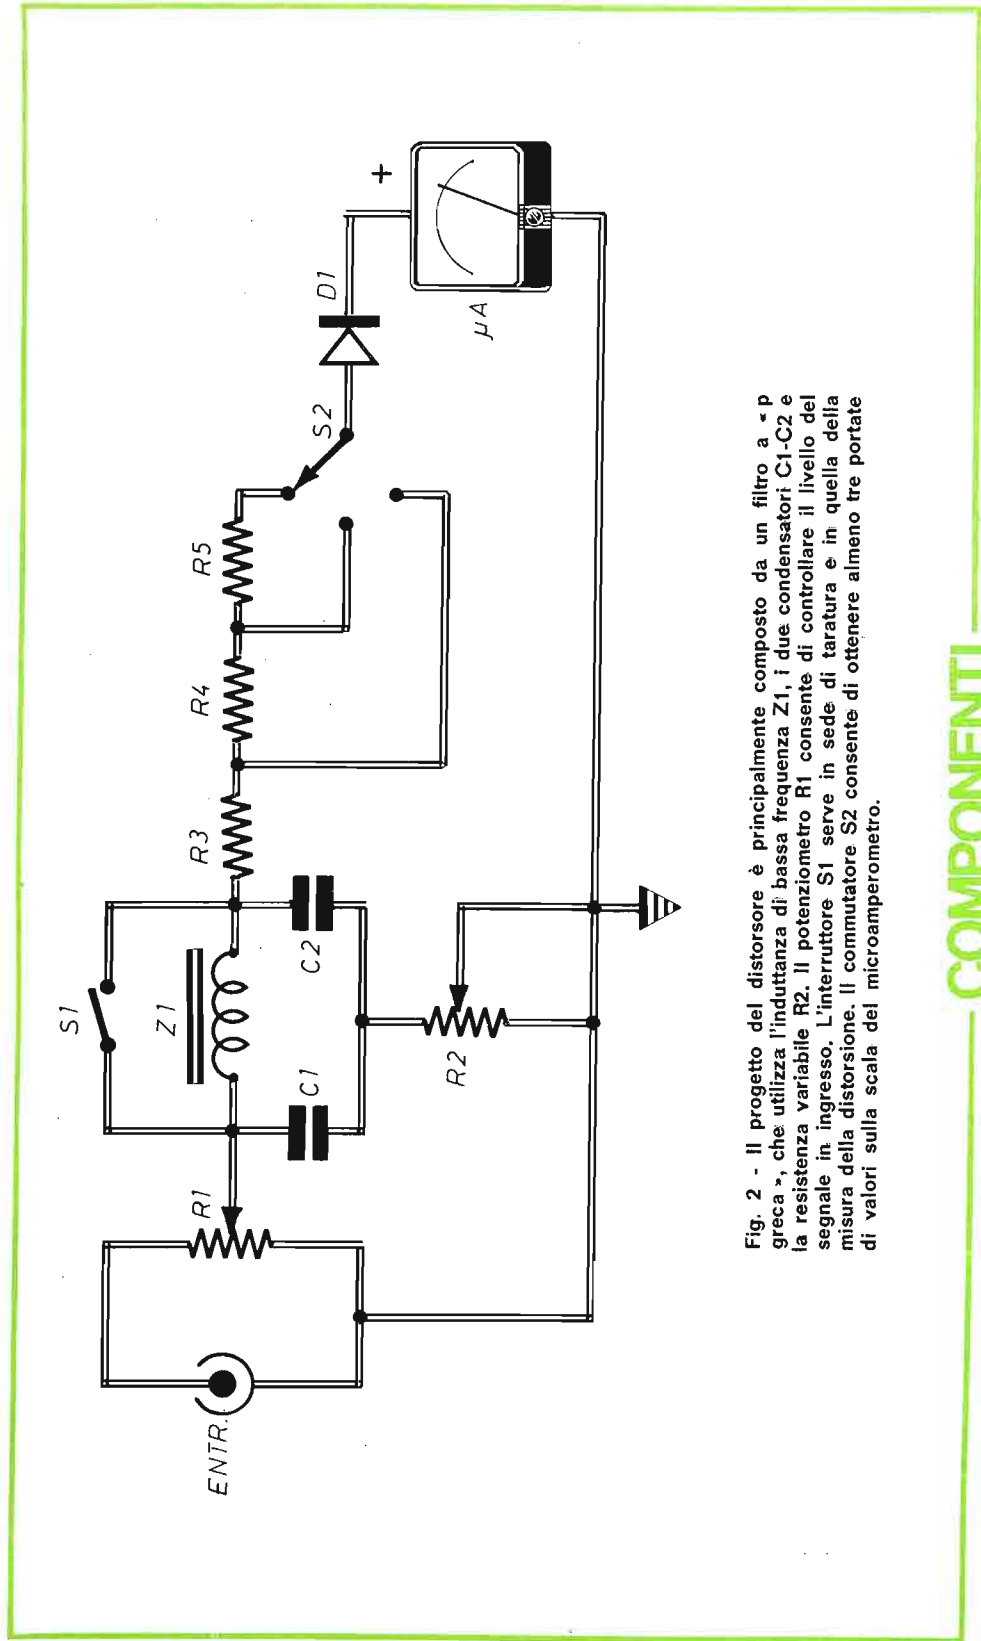 ENTR.
R1
S1
Z1
C1
C2
R2
R3
R4
R5
S2
D1
+
µA
Fig. 2 - Il progetto del distorsore è principalmente composto da un filtro a « p
greca », che utilizza l'induttanza di bassa frequenza Z1, i due condensatori C1-C2 e
la resistenza variabile R2. Il potenziometro R1 consente di controllare il livello del
segnale in ingresso. L'interruttore S1 serve in sede di taratura e in quella della
misura della distorsione. Il commutatore S2 consente di ottenere almeno tre portate
di valori sulla scala del microamperometro.
COMPONENTI